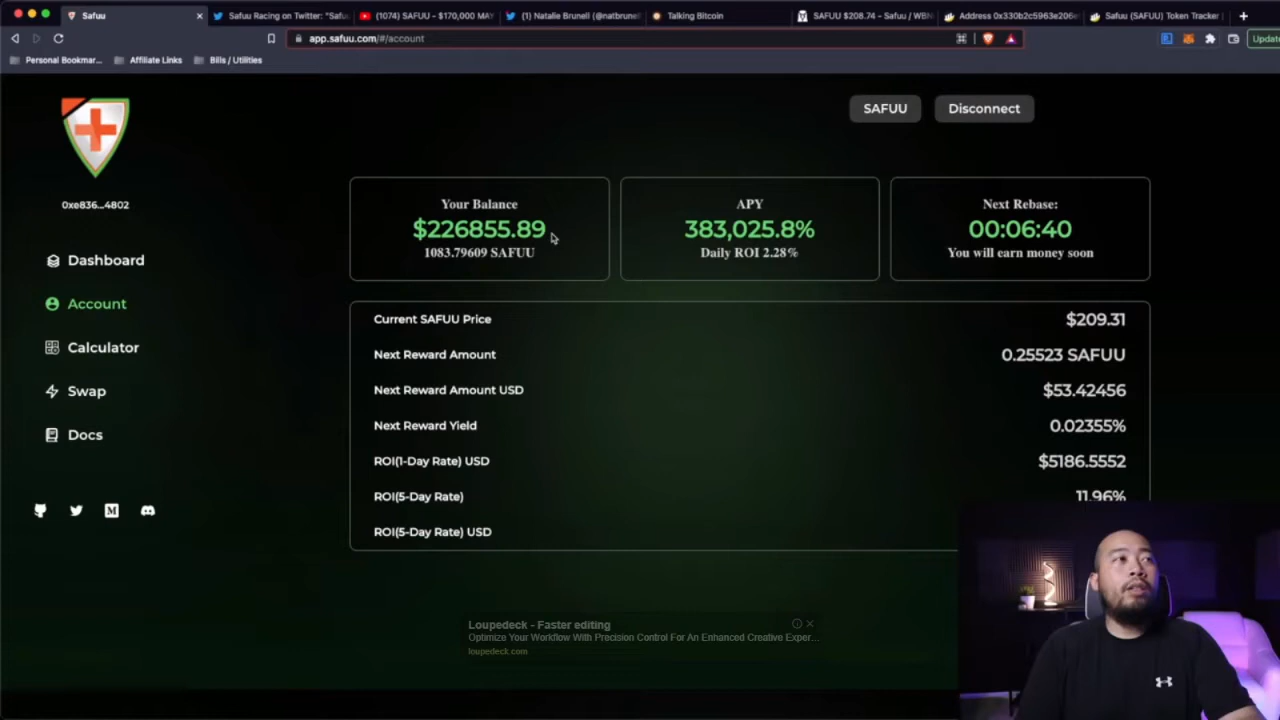 Safuu
Safuu Racing on Twitter: "Safuu
(1074) SAFUU - $170,000 MAY
(1) Natalie Brunell (@natbrunel
Talking Bitcoin
SAFUU $208.74 - Safuu / WBN
Address 0x330b2c5963e206e
Safuu (SAFUU) Token Tracker |
app.safuu.com/#/account
Update
Personal Bookmar...
Affiliate Links
Bills / Utilities
SAFUU
Disconnect
0xe836...4802
Dashboard
Account
Calculator
Swap
Docs
Your Balance
$226855.89
1083.79609 SAFUU
APY
383,025.8%
Daily ROI 2.28%
Next Rebase:
00:06:40
You will earn money soon
Current SAFUU Price $209.31
Next Reward Amount 0.25523 SAFUU
Next Reward Amount USD $53.42456
Next Reward Yield 0.02355%
ROI(1-Day Rate) USD $5186.5552
ROI(5-Day Rate) 11.96%
ROI(5-Day Rate) USD
Loupedeck - Faster editing
Optimize Your Workflow With Precision Control For An Enhanced Creative Exper...
loupedeck.com